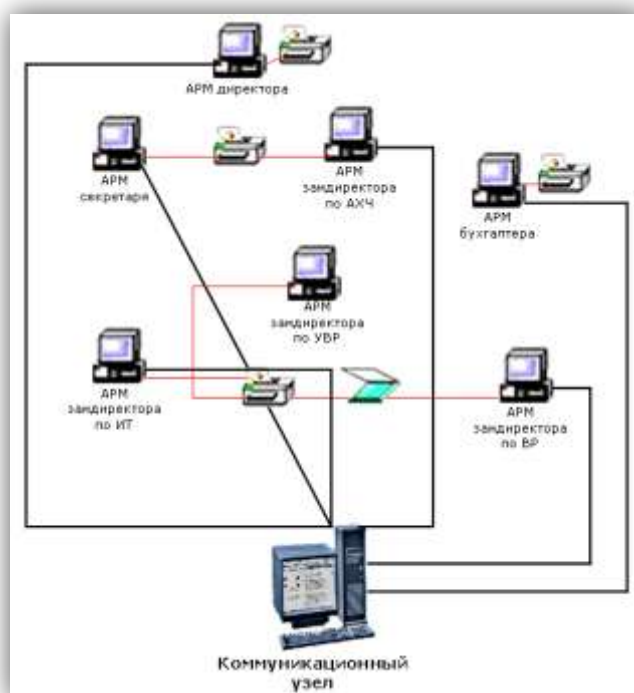 АРМ директора
АРМ
секретаря
АРМ
замдиректора
по АХЧ
АРМ
бухгалтера
АРМ
замдиректора
по УВР
АРМ
замдиректора
по ИТ
АРМ
замдиректора
по ВР
Коммуникационный
узел